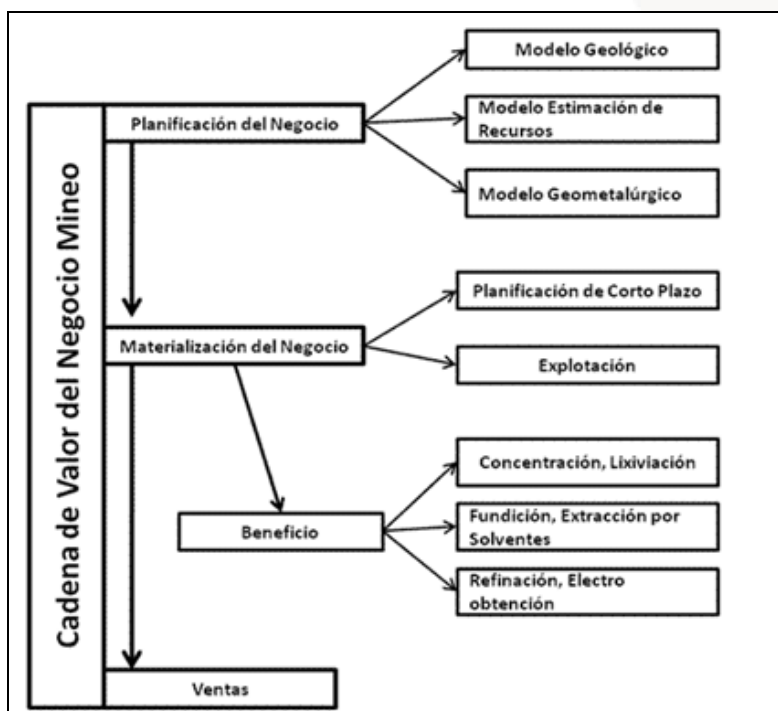 Cadena de Valor del Negocio Mineo
Modelo Geológico
Planificación del Negocio
Modelo Estimación de
Recursos
Modelo Geometalúrgico
Planificación de Corto Plazo
Materialización del Negocio
Explotación
Concentración, Lixiviación
Beneficio
Fundición, Extracción por
Solventes
Refinación, Electro
obtención
Ventas